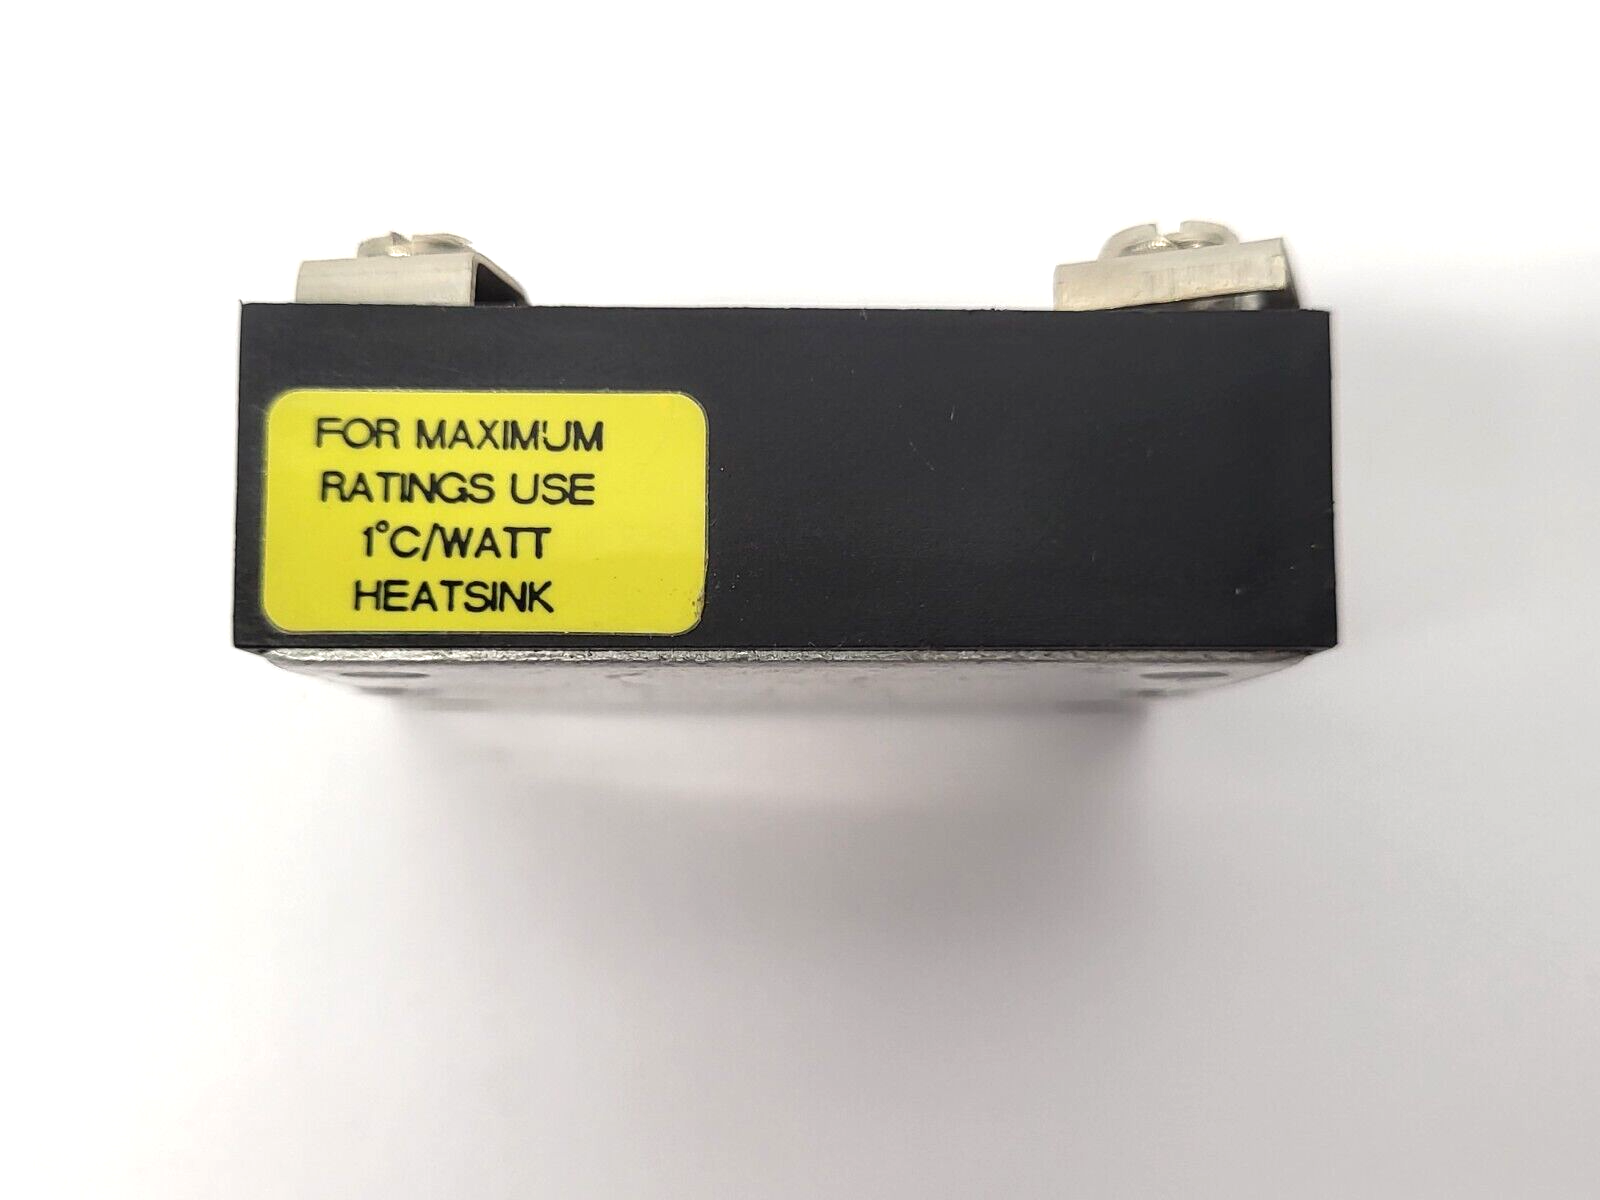 FOR MAXIMUM
RATINGS USE
1°C/WATT
HEATSINK